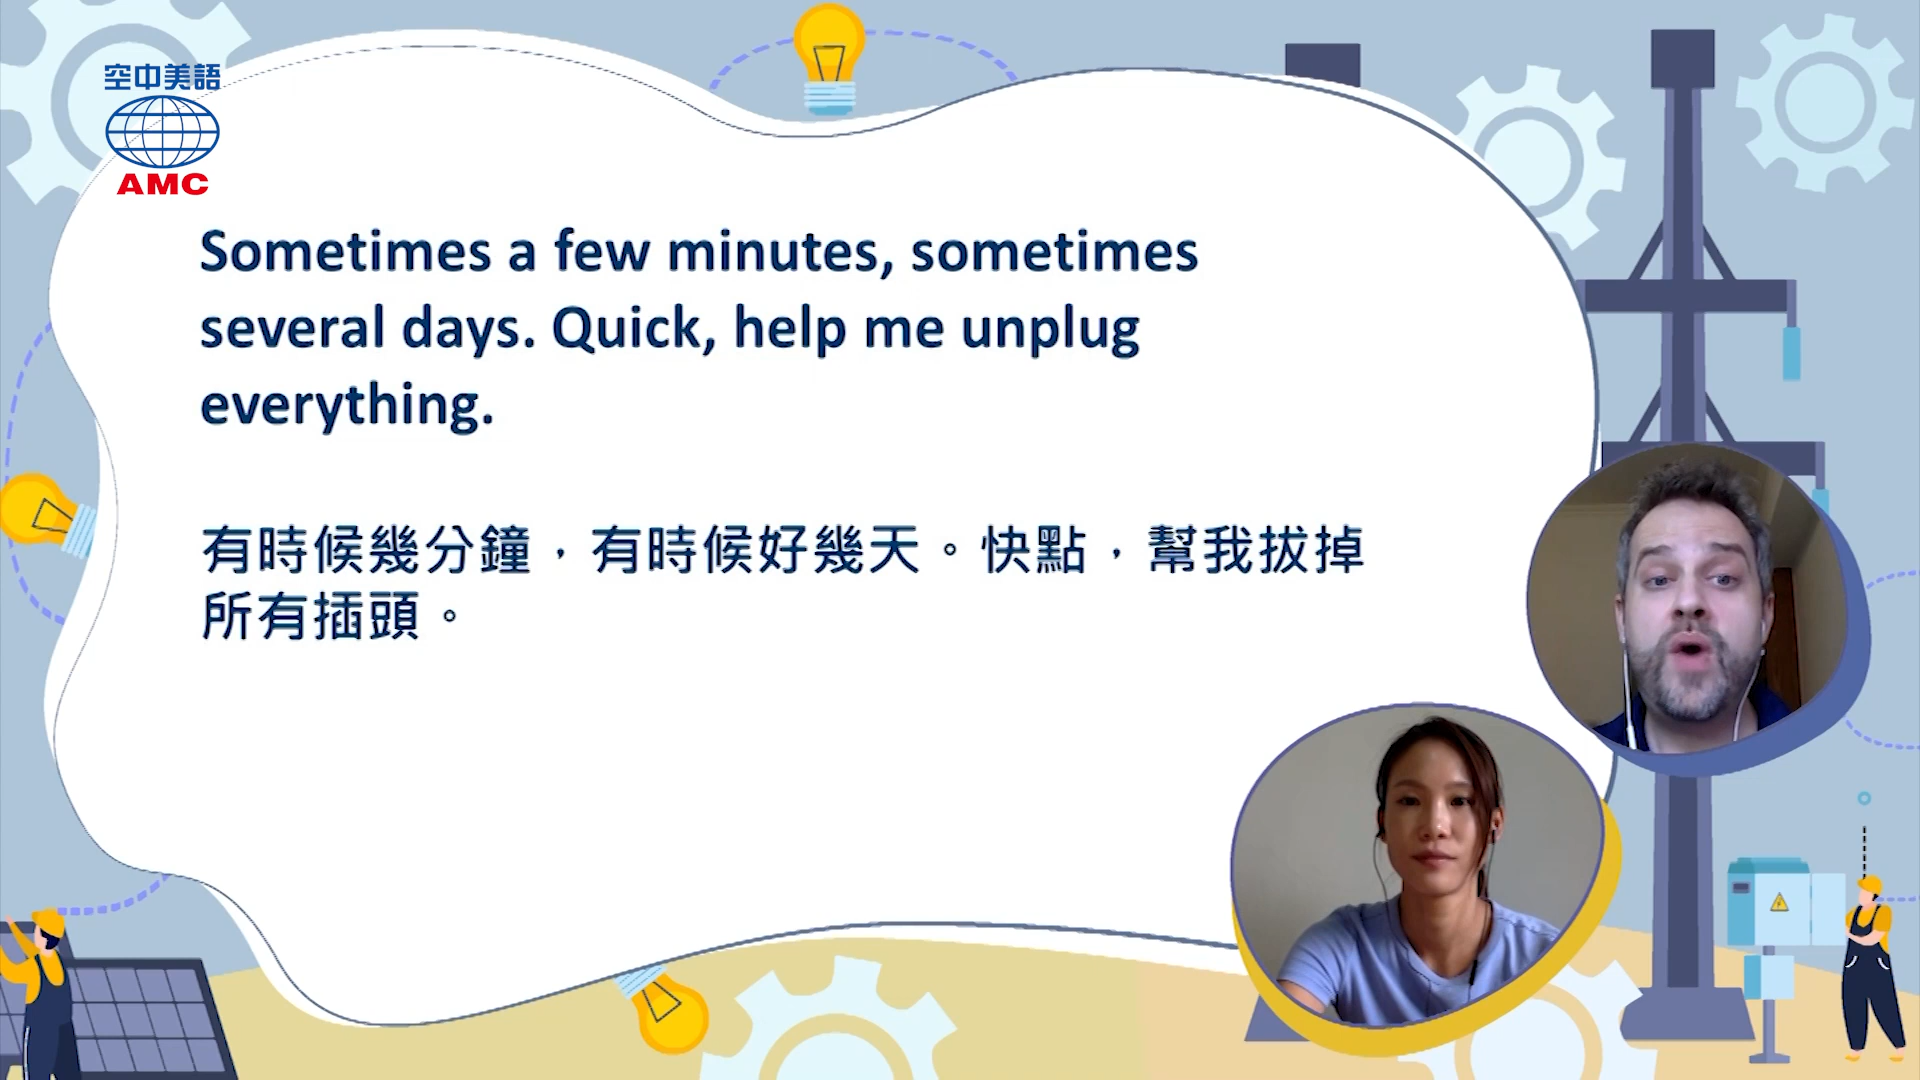 空中美語
AMC
Sometimes a few minutes, sometimes
several days. Quick, help me unplug
everything.
有時候幾分鐘，有時候好幾天。快點，幫我拔掉
所有插頭。